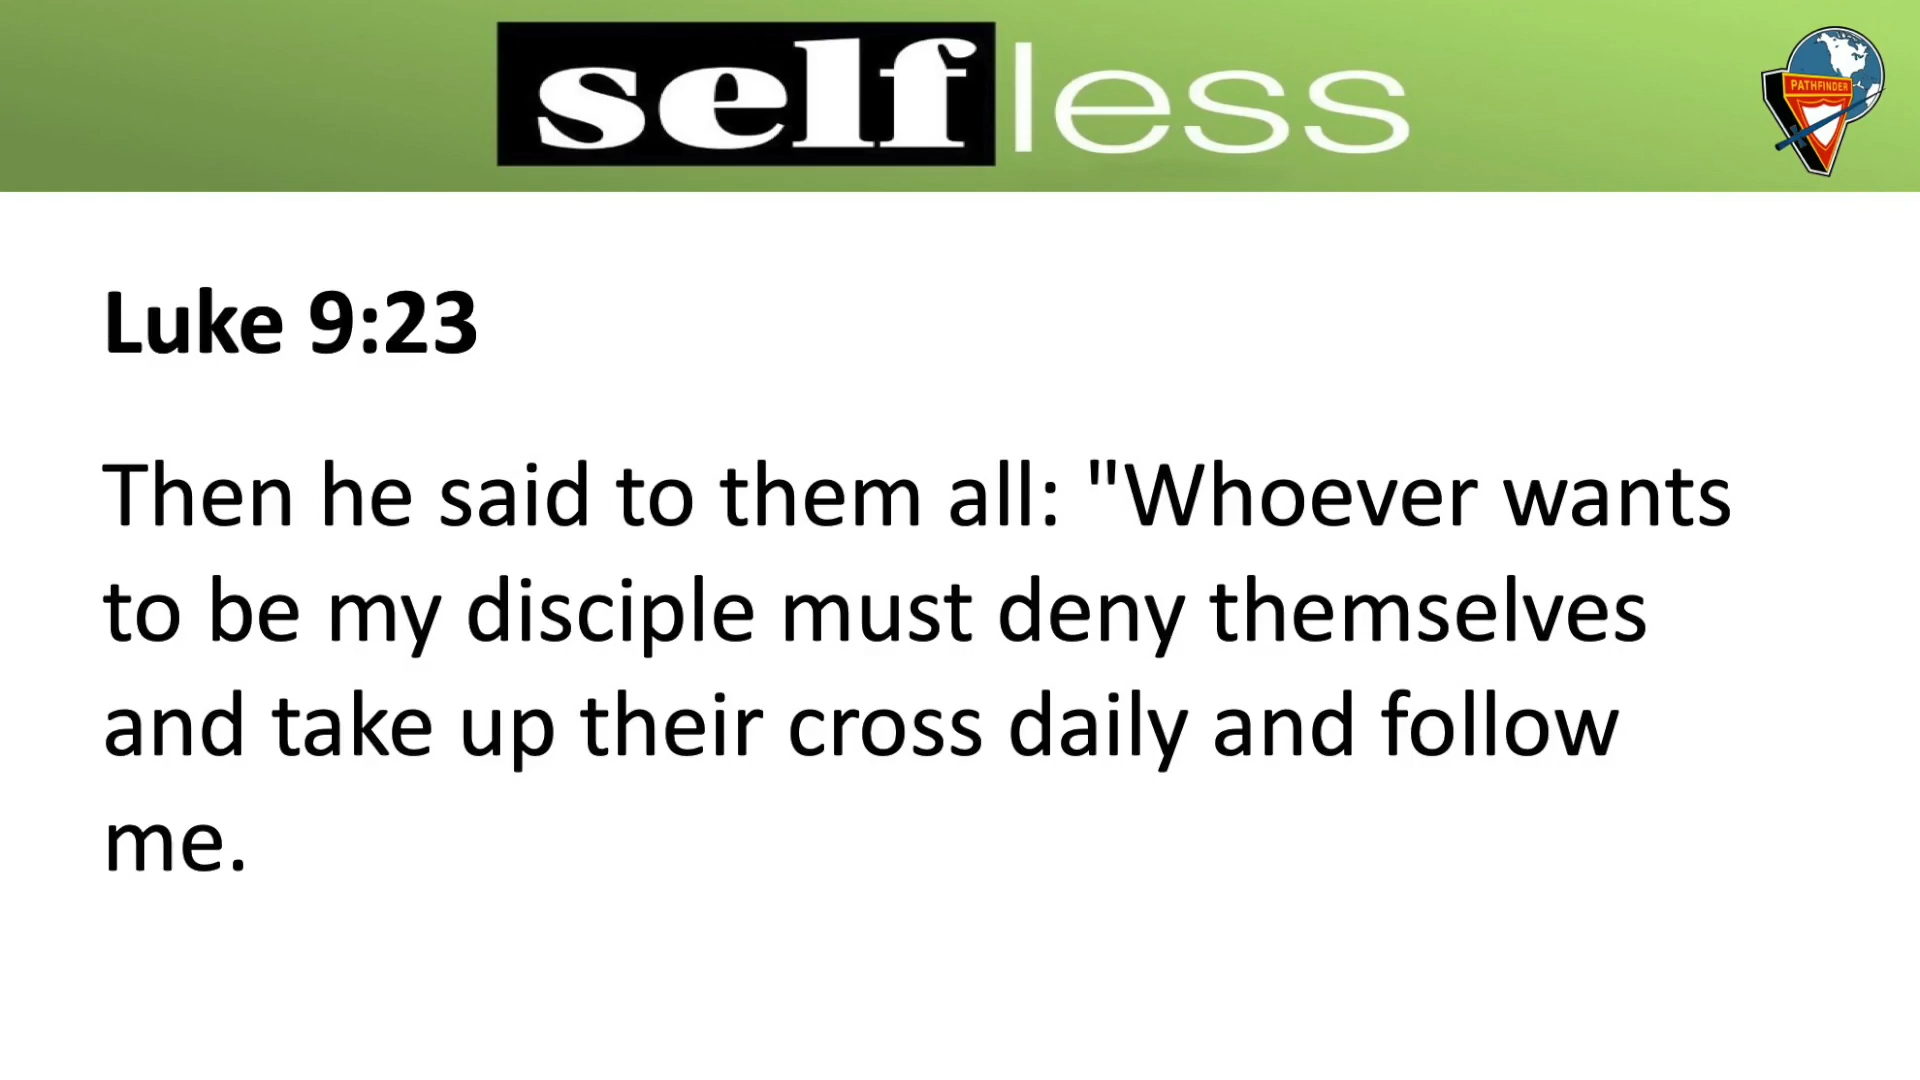 selfless
PATHFINDER
Luke 9:23
Then he said to them all: "Whoever wants
to be my disciple must deny themselves
and take up their cross daily and follow
me.